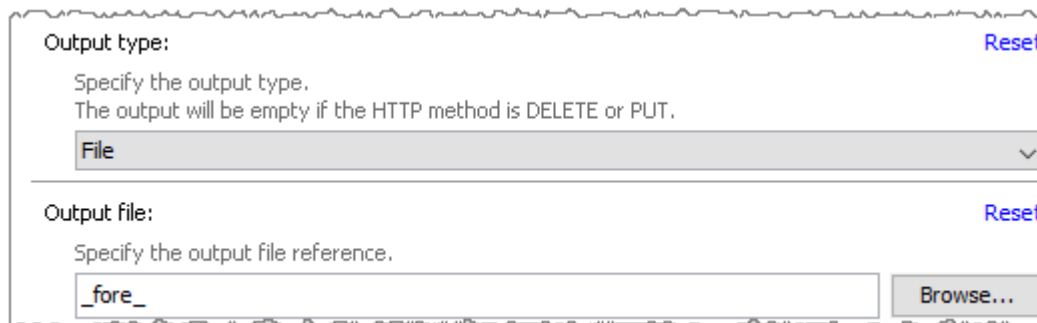 Output type:
Reset
Specify the output type.
The output will be empty if the HTTP method is DELETE or PUT.
File
Output file:
Reset
Specify the output file reference.
_fore_
Browse...